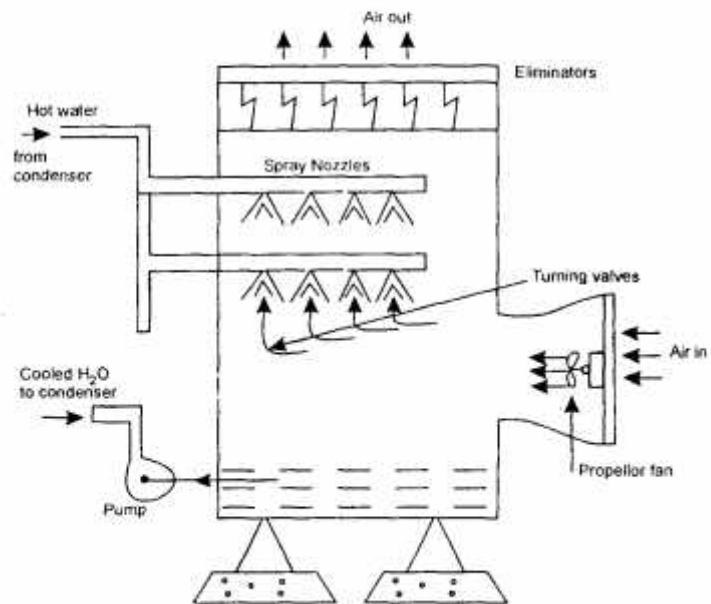 Air out
Eliminators
Hot water
from
condenser
Spray Nozzles
Turning valves
Air in
Cooled H₂O
to condenser
Propellor fan
Pump